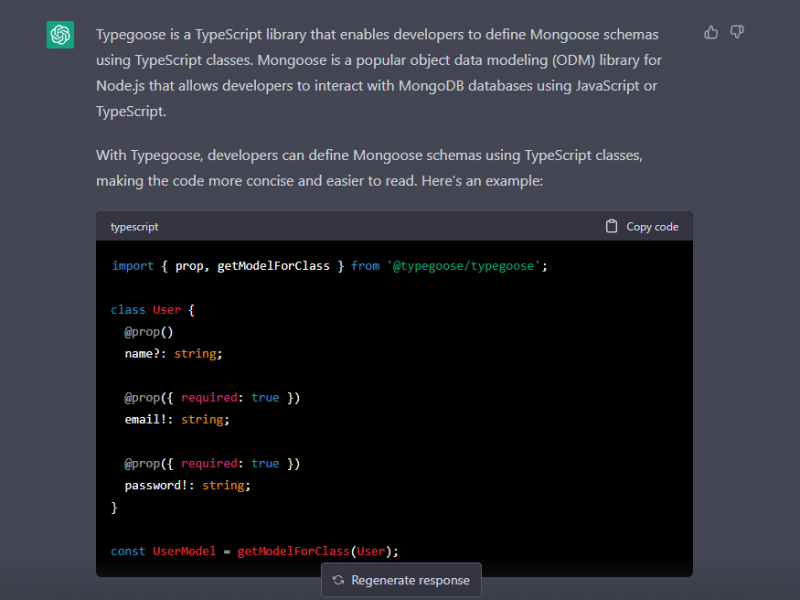 Typegoose is a TypeScript library that enables developers to define Mongoose schemas
using TypeScript classes. Mongoose is a popular object data modeling (ODM) library for
Node.js that allows developers to interact with MongoDB databases using JavaScript or
TypeScript.
With Typegoose, developers can define Mongoose schemas using TypeScript classes,
making the code more concise and easier to read. Here's an example:
typescript Copy code
import { prop, getModelForClass } from '@typegoose/typegoose';
class User {
@prop()
name?: string;
@prop({ required: true })
email!: string;
@prop({ required: true })
password!: string;
}
const UserModel = getModelForClass(User);
Regenerate response